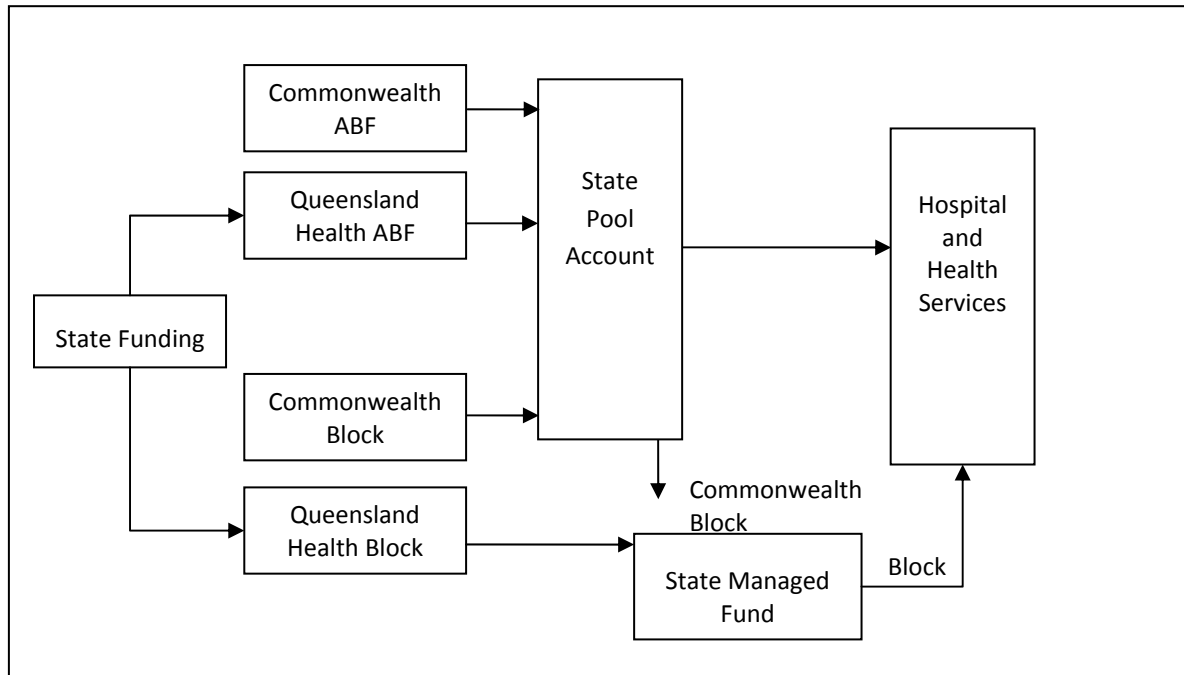 Commonwealth
ABF
Queensland
Health ABF
State Funding
Commonwealth
Block
Queensland
Health Block
State
Pool
Account
Commonwealth
Block
State Managed
Fund
Block
Hospital
and
Health
Services